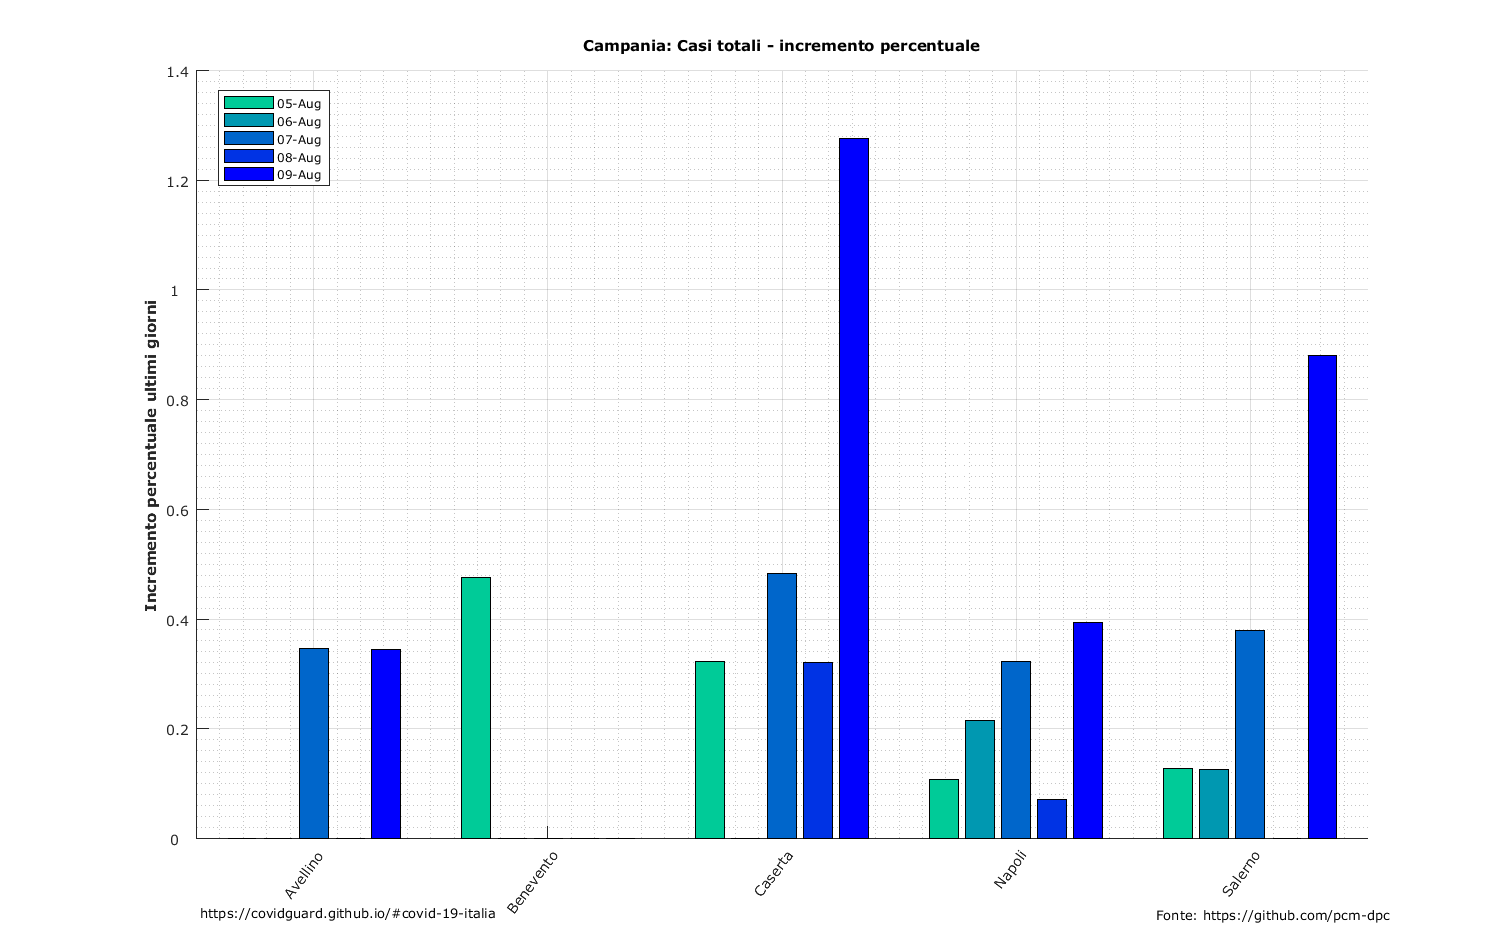 Campania: Casi totali - incremento percentuale
1.4
1.2
1
0.8
0.6
0.4
0.2
0
Incremento percentuale ultimi giorni
05-Aug
06-Aug
07-Aug
08-Aug
09-Aug
Avellino
Benevento
Caserta
Napoli
Salerno
https://covidguard.github.io/#covid-19-italia
Fonte: https://github.com/pcm-dpc